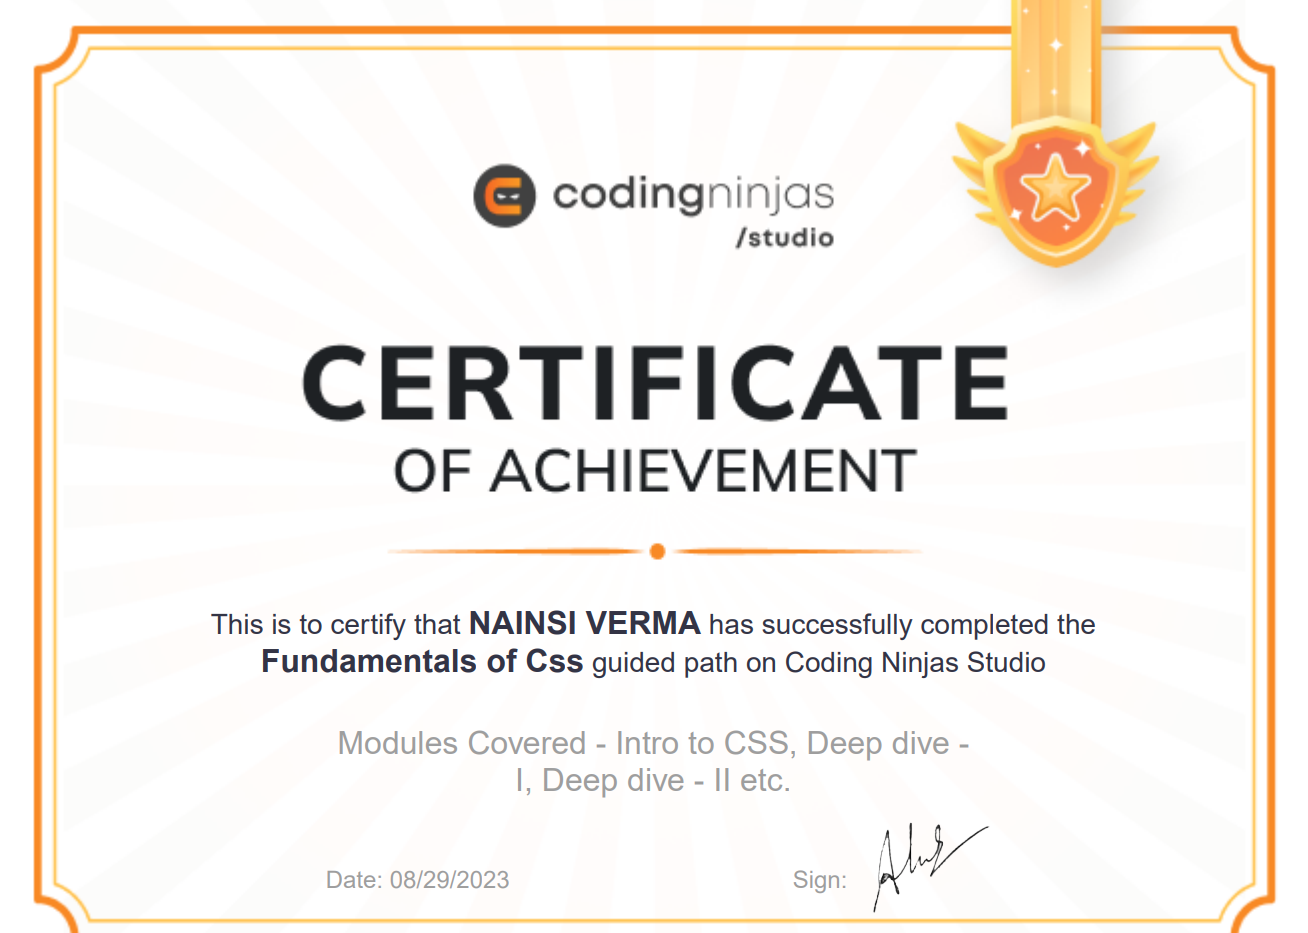 codingninjas
/studio
CERTIFICATE
OF ACHIEVEMENT
This is to certify that NAINSI VERMA has successfully completed the
Fundamentals of Css guided path on Coding Ninjas Studio
Modules Covered - Intro to CSS, Deep dive -
I, Deep dive - II etc.
Date: 08/29/2023
Sign: